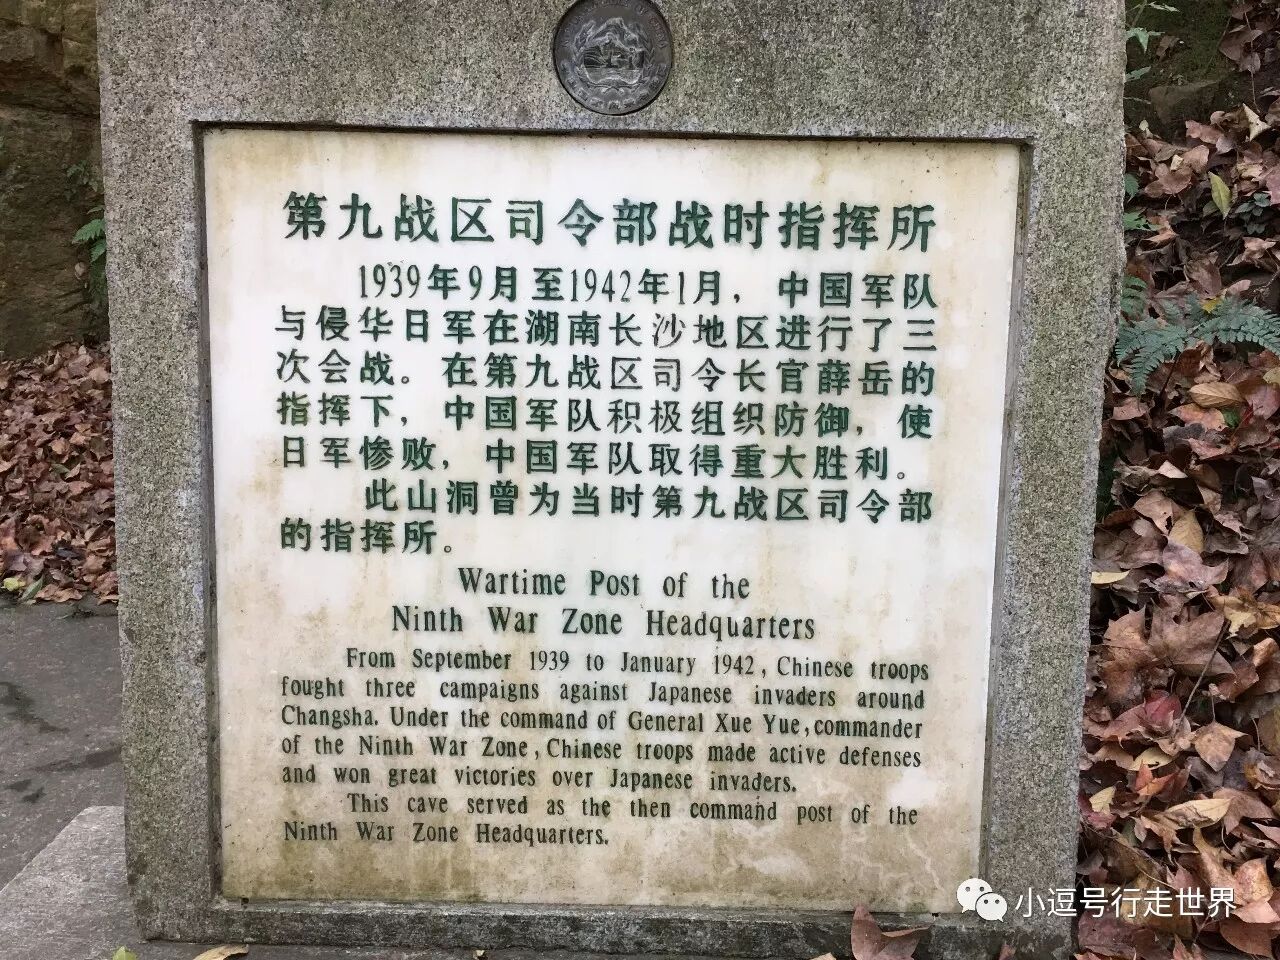 第九战区司令部战时指挥所
1939年9月至1942年1月，中国军队
与侵华日军在湖南长沙地区进行了三
次会战。在第九战区司令长官薛岳的
指挥下，中国军队积极组织防御，使
日军惨败，中国军队取得重大胜利。
此山洞曾为当时第九战区司令部
的指挥所。
Wartime Post of the
Ninth War Zone Headquarters
From September 1939 to January 1942, Chinese troops
fought three campaigns against Japanese invaders around
Changsha. Under the command of General Xue Yue, commander
of the Ninth War Zone, Chinese troops made active defenses
and won great victories over Japanese invaders.
This cave served as the then command post of the
Ninth War Zone Headquarters.
小逗号行走世界